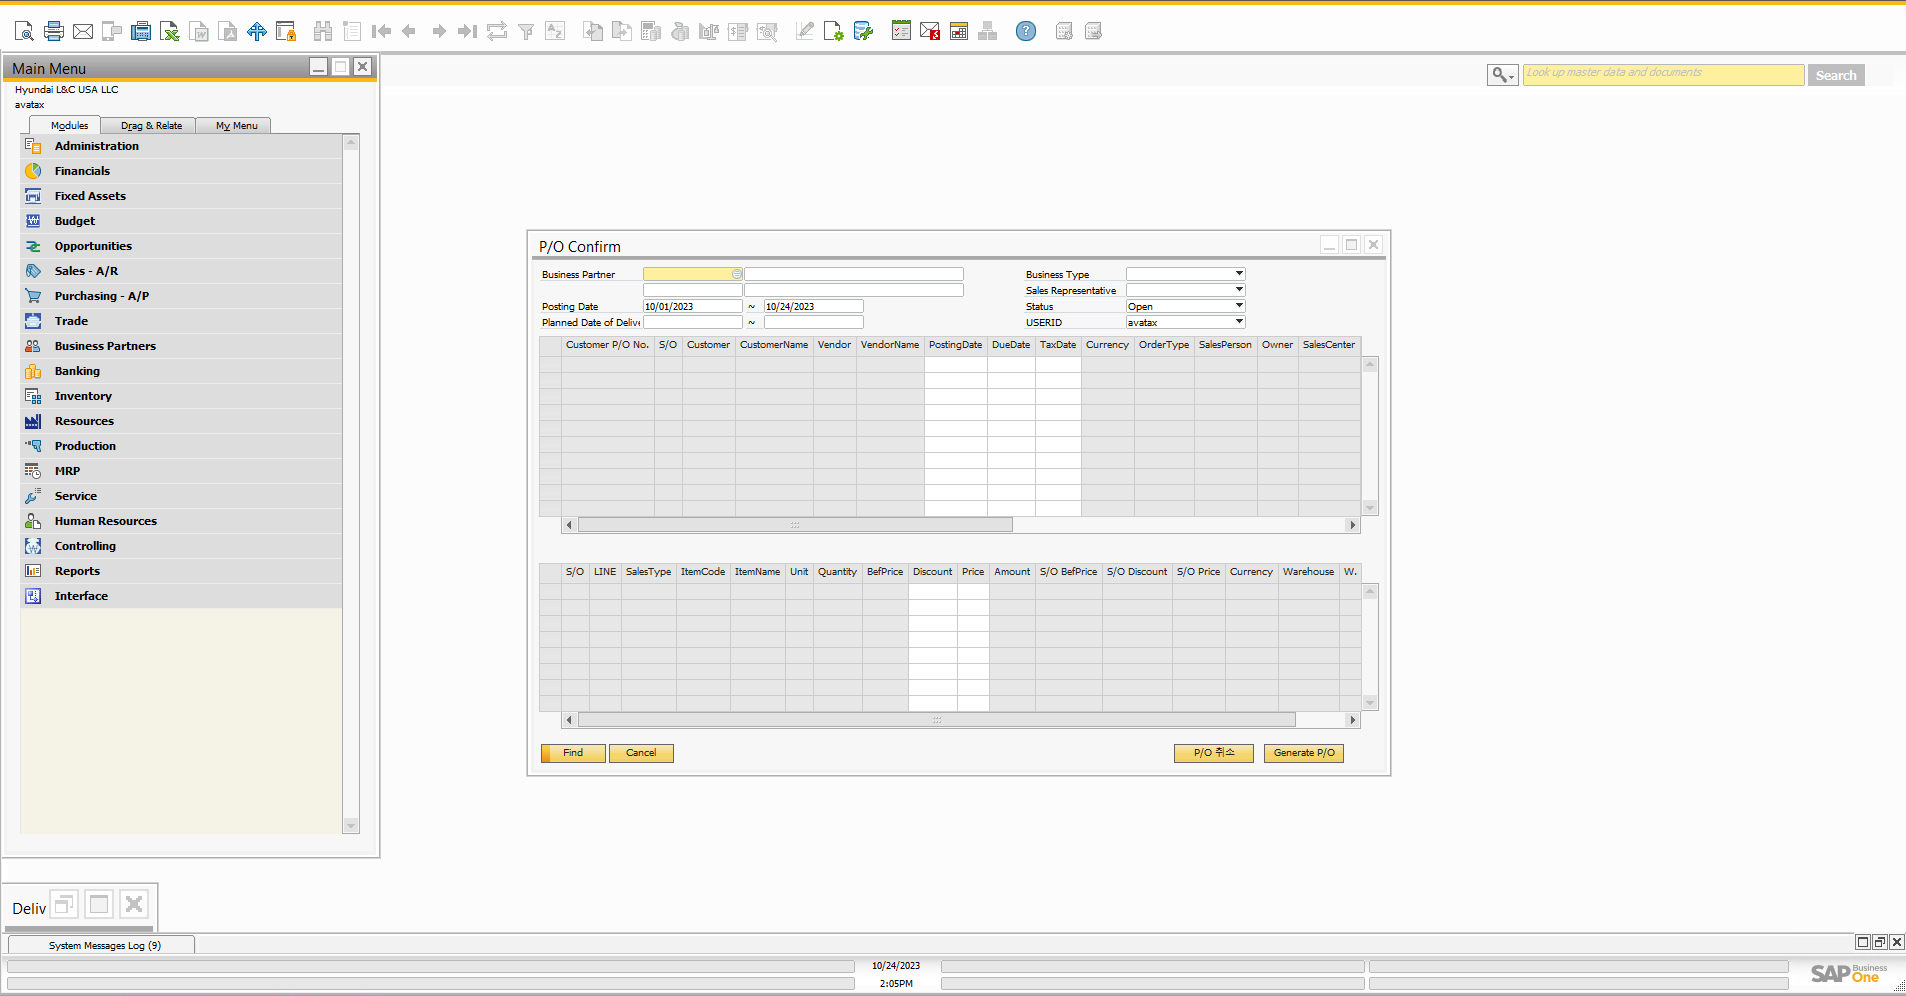 Main Menu
Hyundai L&C USA LLC
avatax
Modules Drag & Relate My Menu
Administration
Financials
Fixed Assets
Budget
Opportunities
Sales - A/R
Purchasing - A/P
Trade
Business Partners
Banking
Inventory
Resources
Production
MRP
Service
Human Resources
Controlling
Reports
Interface
Look up master data and documents Search
P/O Confirm
Business Partner Business Type
Sales Representative
Posting Date 10/01/2023 ~ 10/24/2023 Status Open
Planned Date of Delive ~ USERID avatax
Customer P/O No. S/O Customer CustomerName Vendor VendorName PostingDate DueDate TaxDate Currency OrderType SalesPerson Owner SalesCenter
S/O LINE SalesType ItemCode ItemName Unit Quantity BefPrice Discount Price Amount S/O BefPrice S/O Discount S/O Price Currency Warehouse W.
Find Cancel P/O 취소 Generate P/O
Deliv
System Messages Log (9)
10/24/2023
2:05PM
SAP Business One